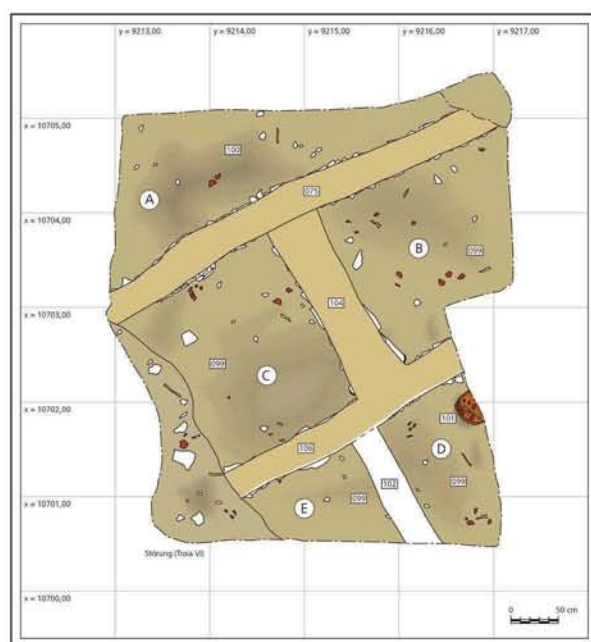 y = 9213,00
y = 9214,00
y = 9215,00
y = 9216,00
y = 9217,00
x = 10705,00
100
A
075
x = 10704,00
B
099
x = 10703,00
104
099
C
x = 10702,00
101
106
D
099
102
x = 10701,00
099
E
Störung (Troia VI)
x = 10700,00
0 50 cm